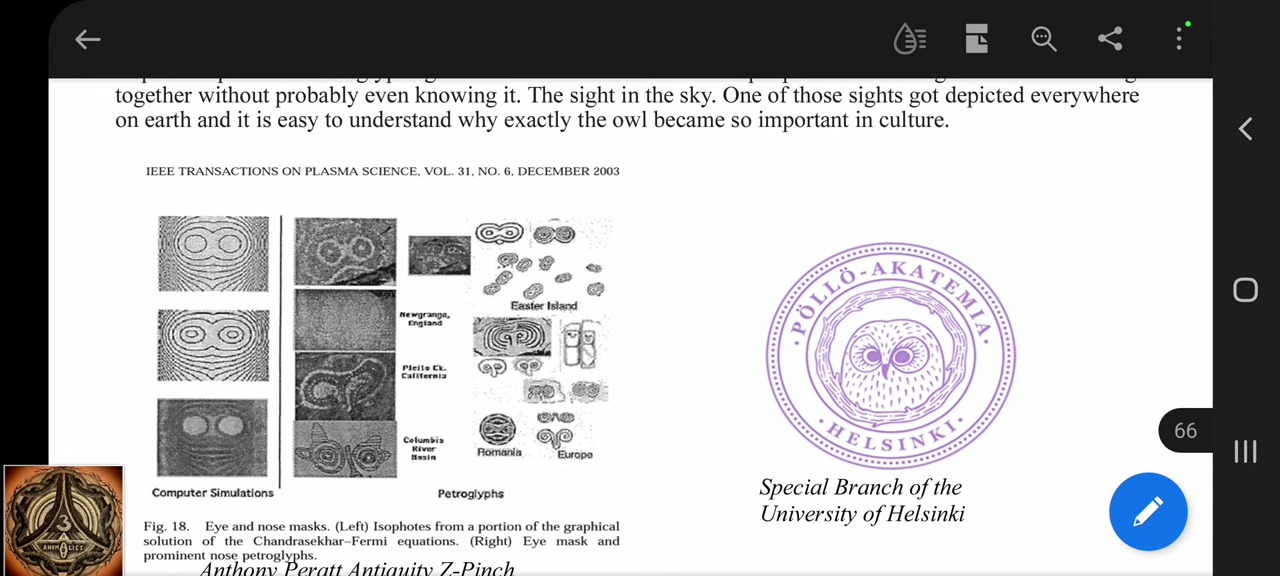 together without probably even knowing it. The sight in the sky. One of those sights got depicted everywhere
on earth and it is easy to understand why exactly the owl became so important in culture.
IEEE TRANSACTIONS ON PLASMA SCIENCE, VOL. 31, NO. 6, DECEMBER 2003
Easter Island
Newgrange,
England
Pleito Ck.
California
Columbia
River
Basin
Romania
Europe
Computer Simulations
Petroglyphs
Fig. 18. Eye and nose masks. (Left) Isophotes from a portion of the graphical
solution of the Chandrasekhar–Fermi equations. (Right) Eye mask and
prominent nose petroglyphs.
Anthony Peratt Antiquity Z-Pinch
·PÖLLÖ-AKATEMIA·
·HELSINKI·
Special Branch of the
University of Helsinki
66
3
ANOMALIES